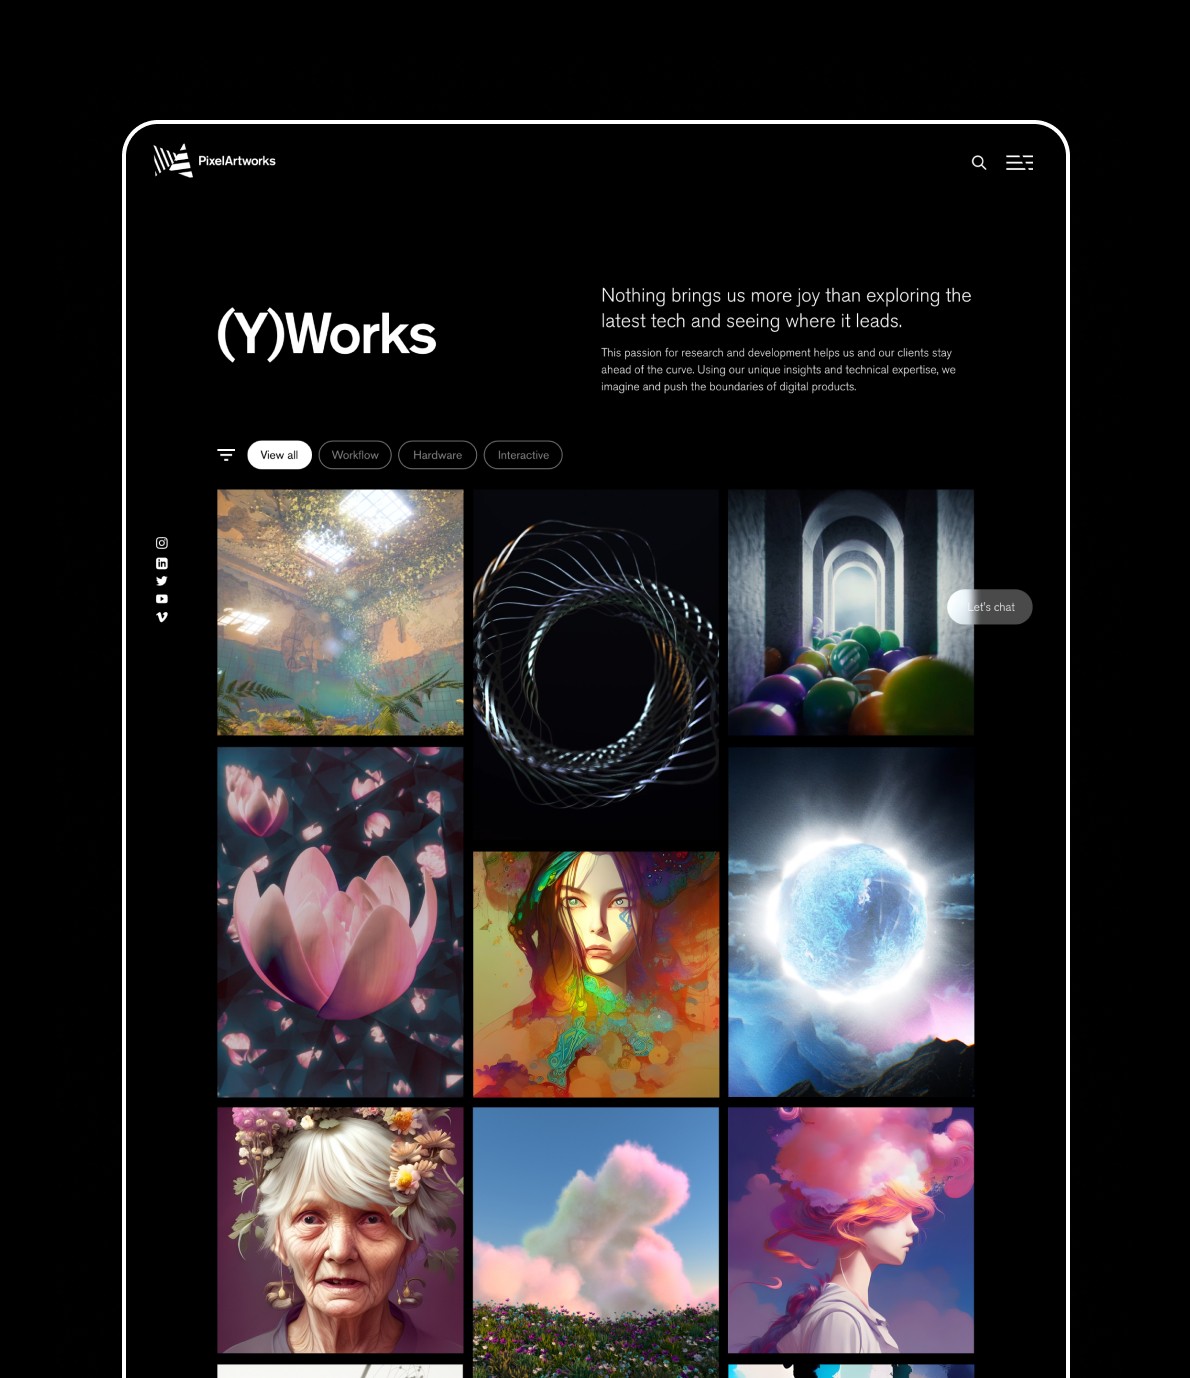 PixelArtworks
(Y)Works
Nothing brings us more joy than exploring the
latest tech and seeing where it leads.
This passion for research and development helps us and our clients stay
ahead of the curve. Using our unique insights and technical expertise, we
imagine and push the boundaries of digital products.
View all
Workflow
Hardware
Interactive
Let's chat